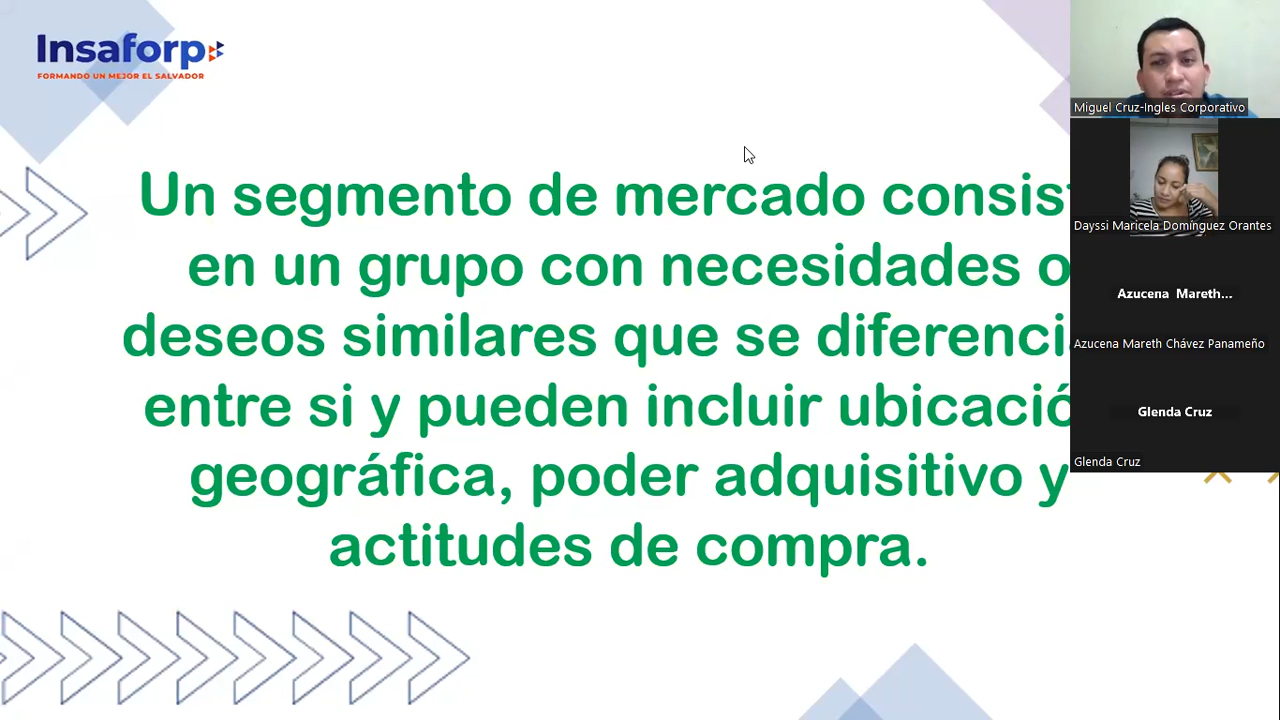 Insaforp
FORMANDO UN MEJOR EL SALVADOR
Un segmento de mercado consist
en un grupo con necesidades o
deseos similares que se diferenci
entre si y pueden incluir ubicació
geográfica, poder adquisitivo y
actitudes de compra.
Miguel Cruz-Ingles Corporativo
Dayssi Maricela Domínguez Orantes
Azucena Mareth...
Azucena Mareth Chávez Panameño
Glenda Cruz
Glenda Cruz